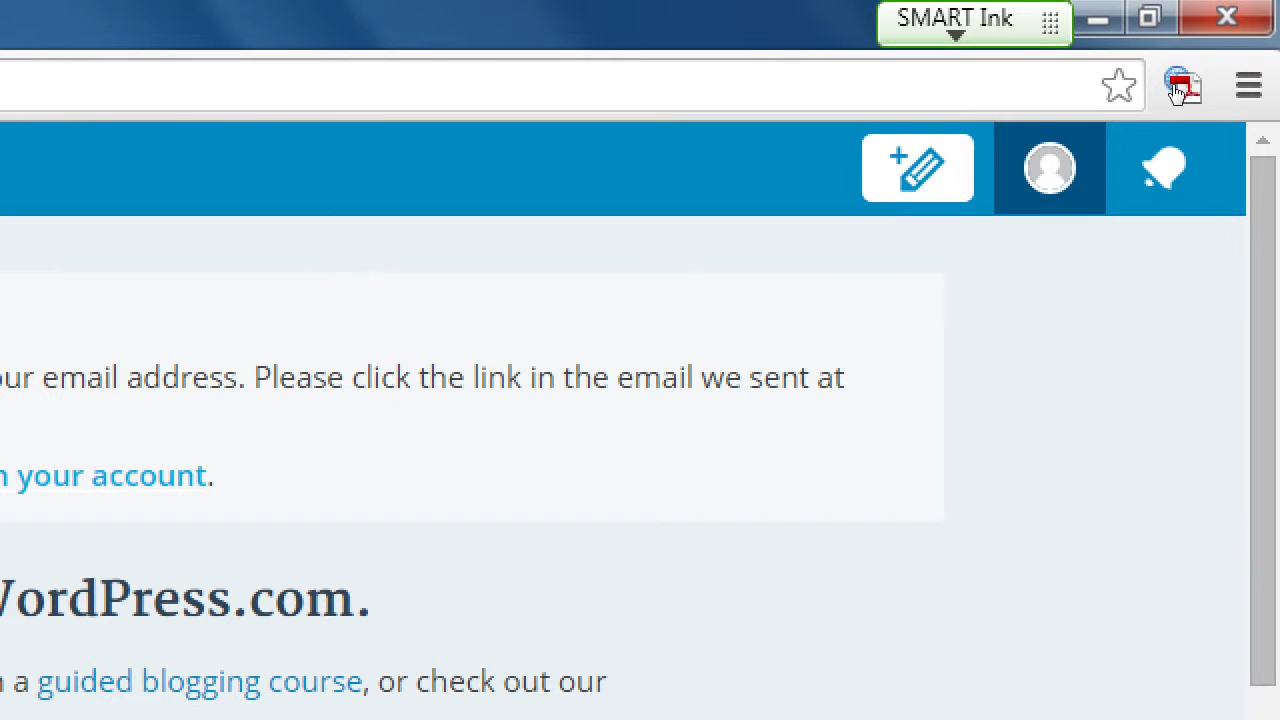 SMART Ink
our email address. Please click the link in the email we sent at
your account.
WordPress.com.
a guided blogging course, or check out our